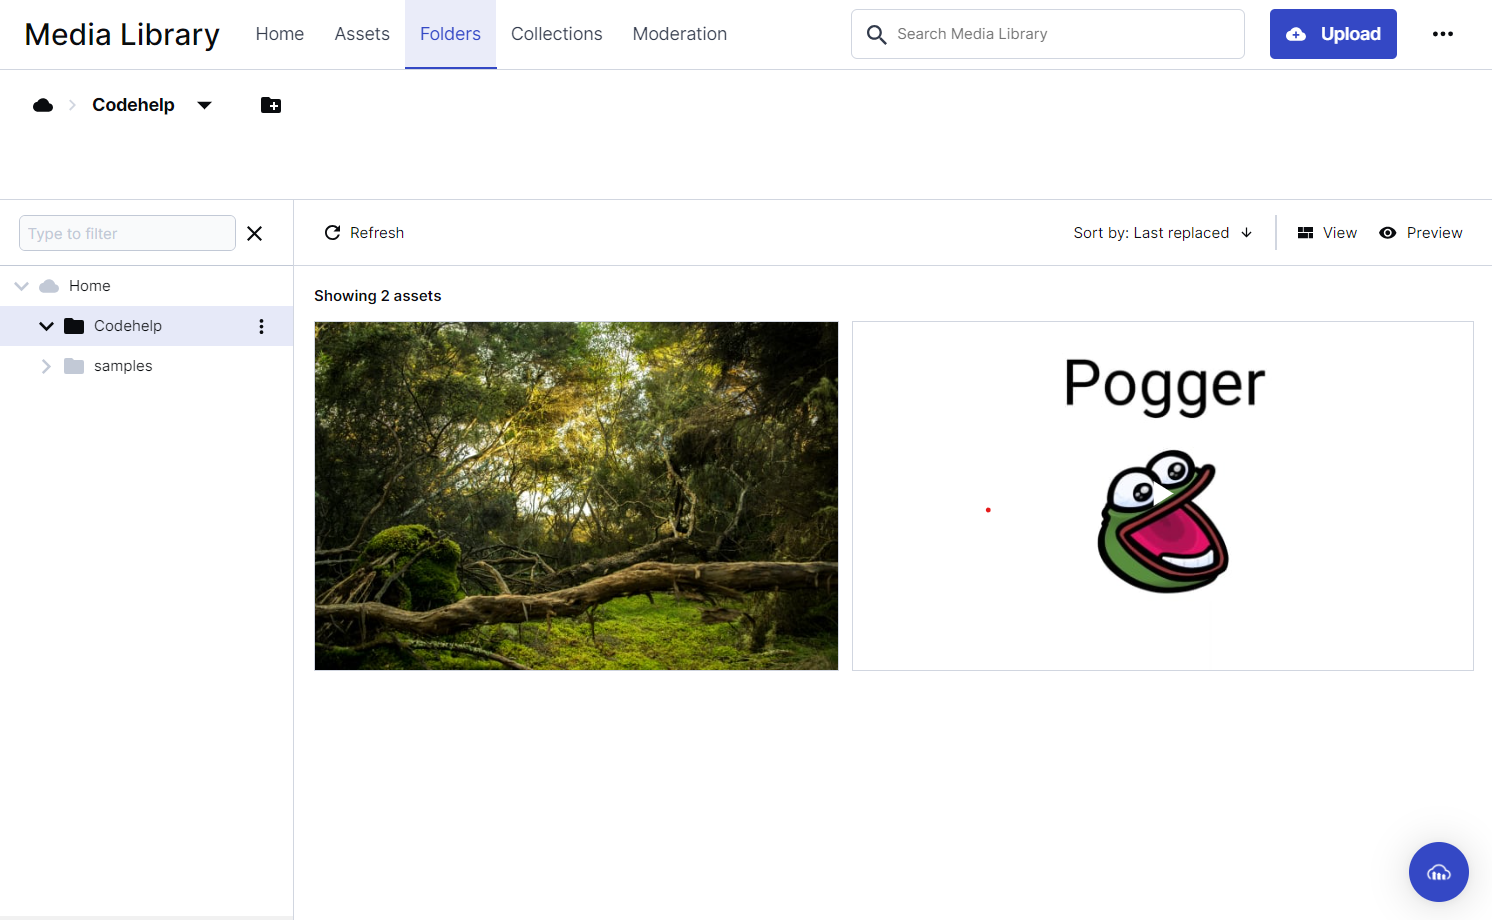 Media Library
Home
Assets
Folders
Collections
Moderation
Search Media Library
Upload
Codehelp
Type to filter
Refresh
Sort by: Last replaced
View
Preview
Home
Codehelp
samples
Showing 2 assets
Pogger